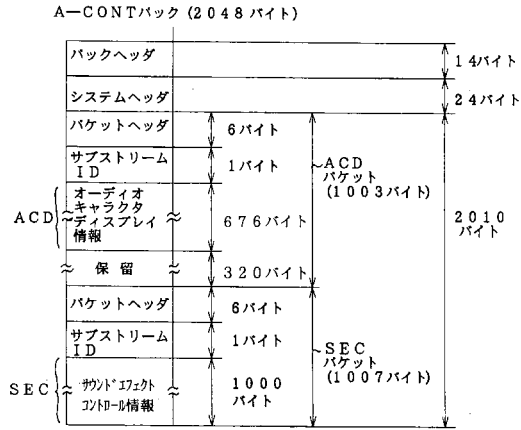 A－CONTパック(2048バイト)
パックヘッダ
14バイト
システムヘッダ
24バイト
パケットヘッダ
6バイト
サブストリーム
ID
1バイト
ACD
オーディオ
キャラクタ
ディスプレイ
情報
676バイト
保留
320バイト
ACD
パケット
(1003バイト)
2010
バイト
パケットヘッダ
6バイト
サブストリーム
ID
1バイト
SEC
サウンドエフェクト
コントロール情報
1000
バイト
SEC
パケット
(1007バイト)